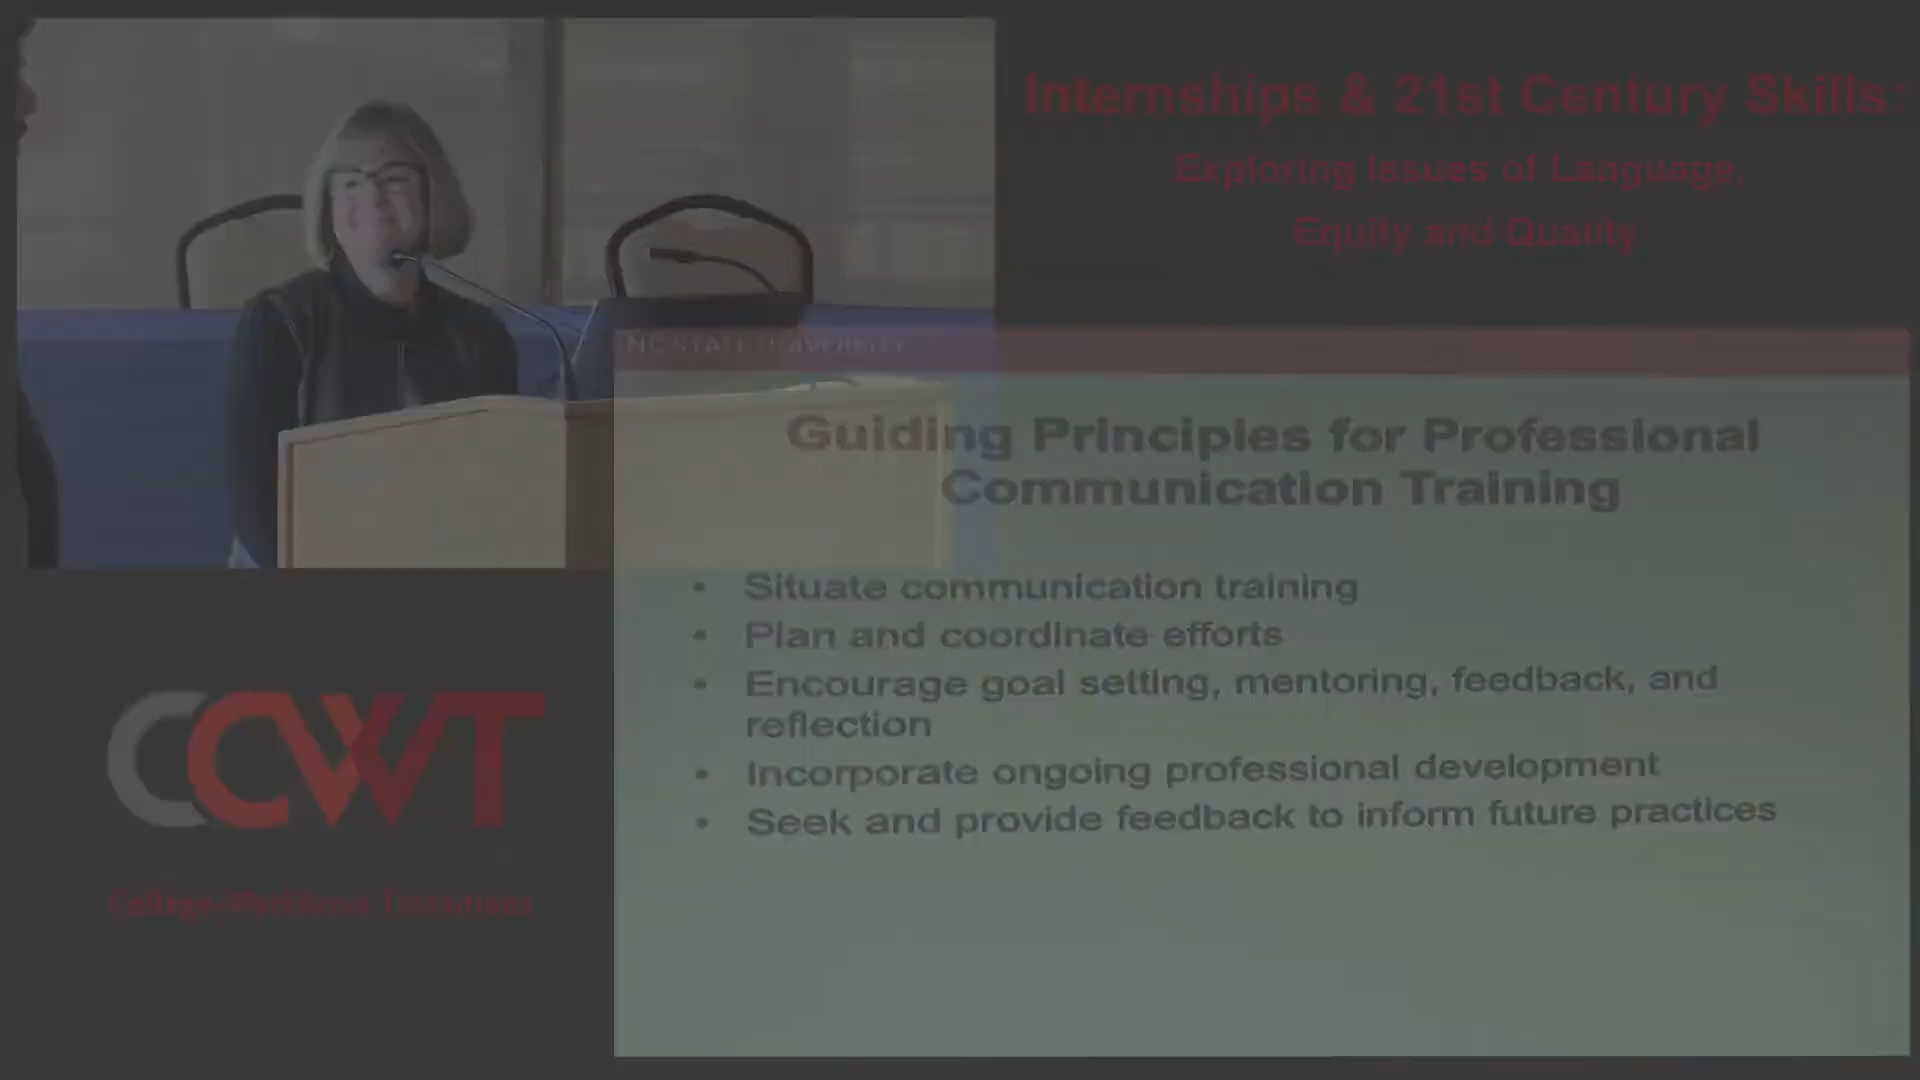 Internships & 21st Century Skills:
Exploring Issues of Language,
Equity and Quality
NC STATE UNIVERSITY
Guiding Principles for Professional
Communication Training
• Situate communication training
• Plan and coordinate efforts
• Encourage goal setting, mentoring, feedback, and
reflection
• Incorporate ongoing professional development
• Seek and provide feedback to inform future practices
CCWT
College-Workforce Transitions